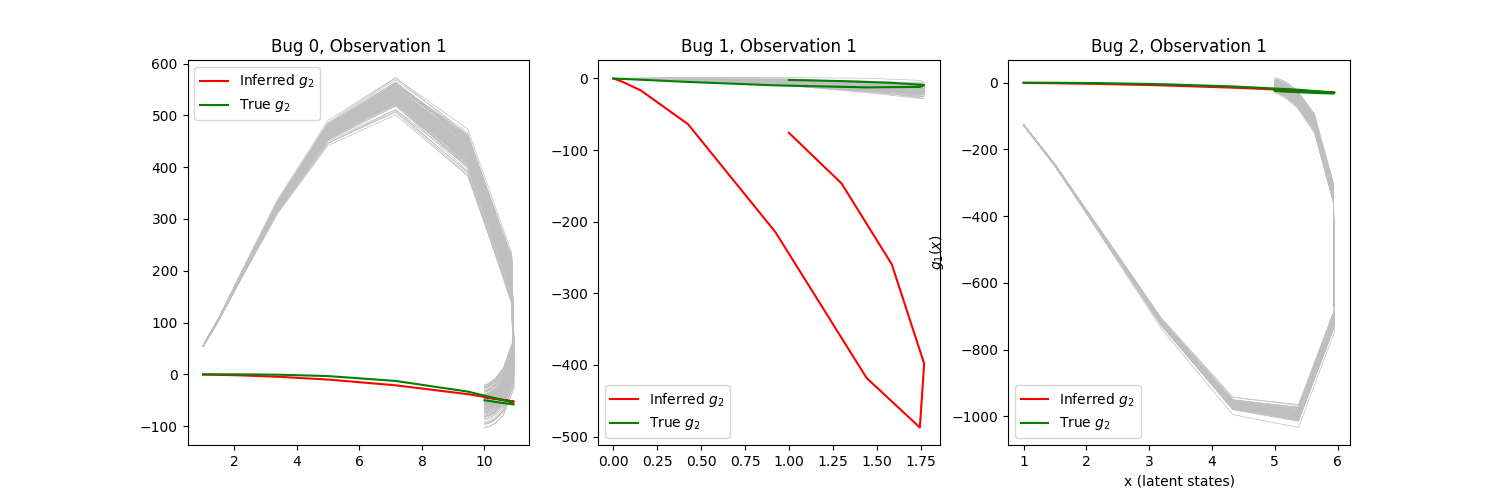 Bug 0, Observation 1
600
500
400
300
200
100
0
−100
2 4 6 8 10
Inferred g₂
True g₂
Bug 1, Observation 1
0
−100
−200
−300
−400
−500
0.00 0.25 0.50 0.75 1.00 1.25 1.50 1.75
Inferred g₂
True g₂
Bug 2, Observation 1
g₁(x)
0
−200
−400
−600
−800
−1000
1 2 3 4 5 6
x (latent states)
Inferred g₂
True g₂